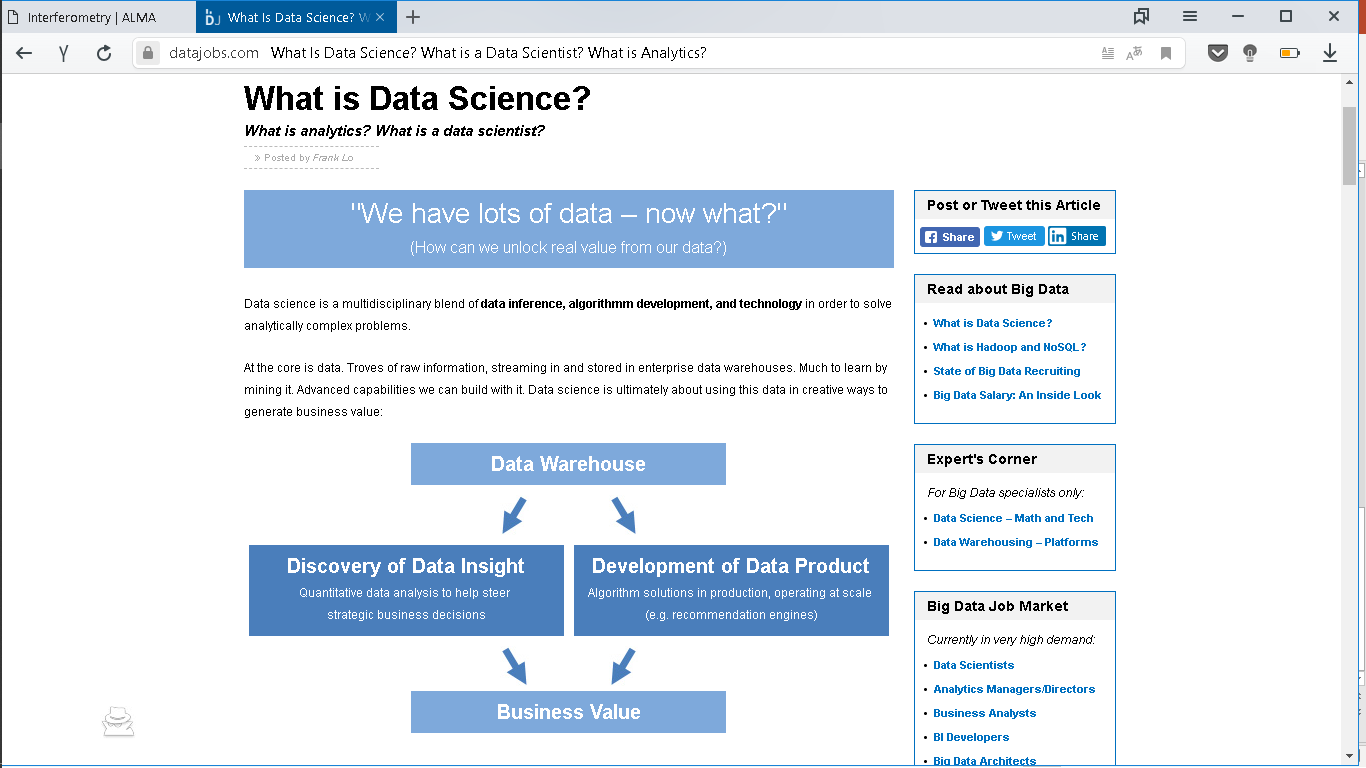 Interferometry | ALMA
What Is Data Science? W
datajobs.com What Is Data Science? What is a Data Scientist? What is Analytics?
What is Data Science?
What is analytics? What is a data scientist?
» Posted by Frank Lo
"We have lots of data – now what?"
(How can we unlock real value from our data?)
Data science is a multidisciplinary blend of data inference, algorithmm development, and technology in order to solve
analytically complex problems.
At the core is data. Troves of raw information, streaming in and stored in enterprise data warehouses. Much to learn by
mining it. Advanced capabilities we can build with it. Data science is ultimately about using this data in creative ways to
generate business value:
Data Warehouse
Discovery of Data Insight
Quantitative data analysis to help steer
strategic business decisions
Development of Data Product
Algorithm solutions in production, operating at scale
(e.g. recommendation engines)
Business Value
Post or Tweet this Article
Share Tweet Share
Read about Big Data
• What is Data Science?
• What is Hadoop and NoSQL?
• State of Big Data Recruiting
• Big Data Salary: An Inside Look
Expert's Corner
For Big Data specialists only:
• Data Science – Math and Tech
• Data Warehousing – Platforms
Big Data Job Market
Currently in very high demand:
• Data Scientists
• Analytics Managers/Directors
• Business Analysts
• BI Developers
• Big Data Architects